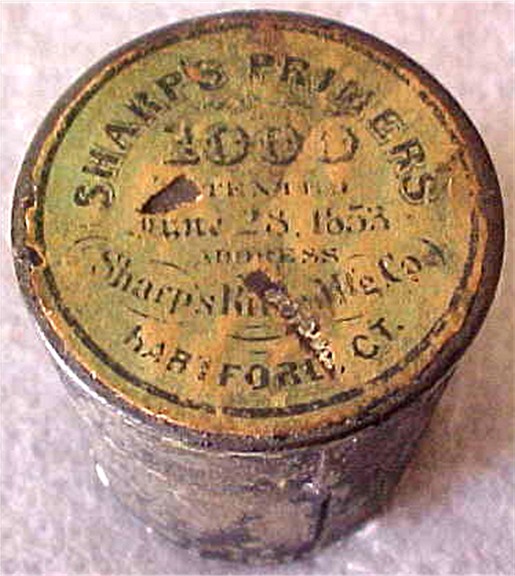 SHARP'S PRIMERS
1000
PATENTED
June 28, 1853
ADDRESS
Sharp's Rifle Mfg. Co.
HARTFORD, CT.